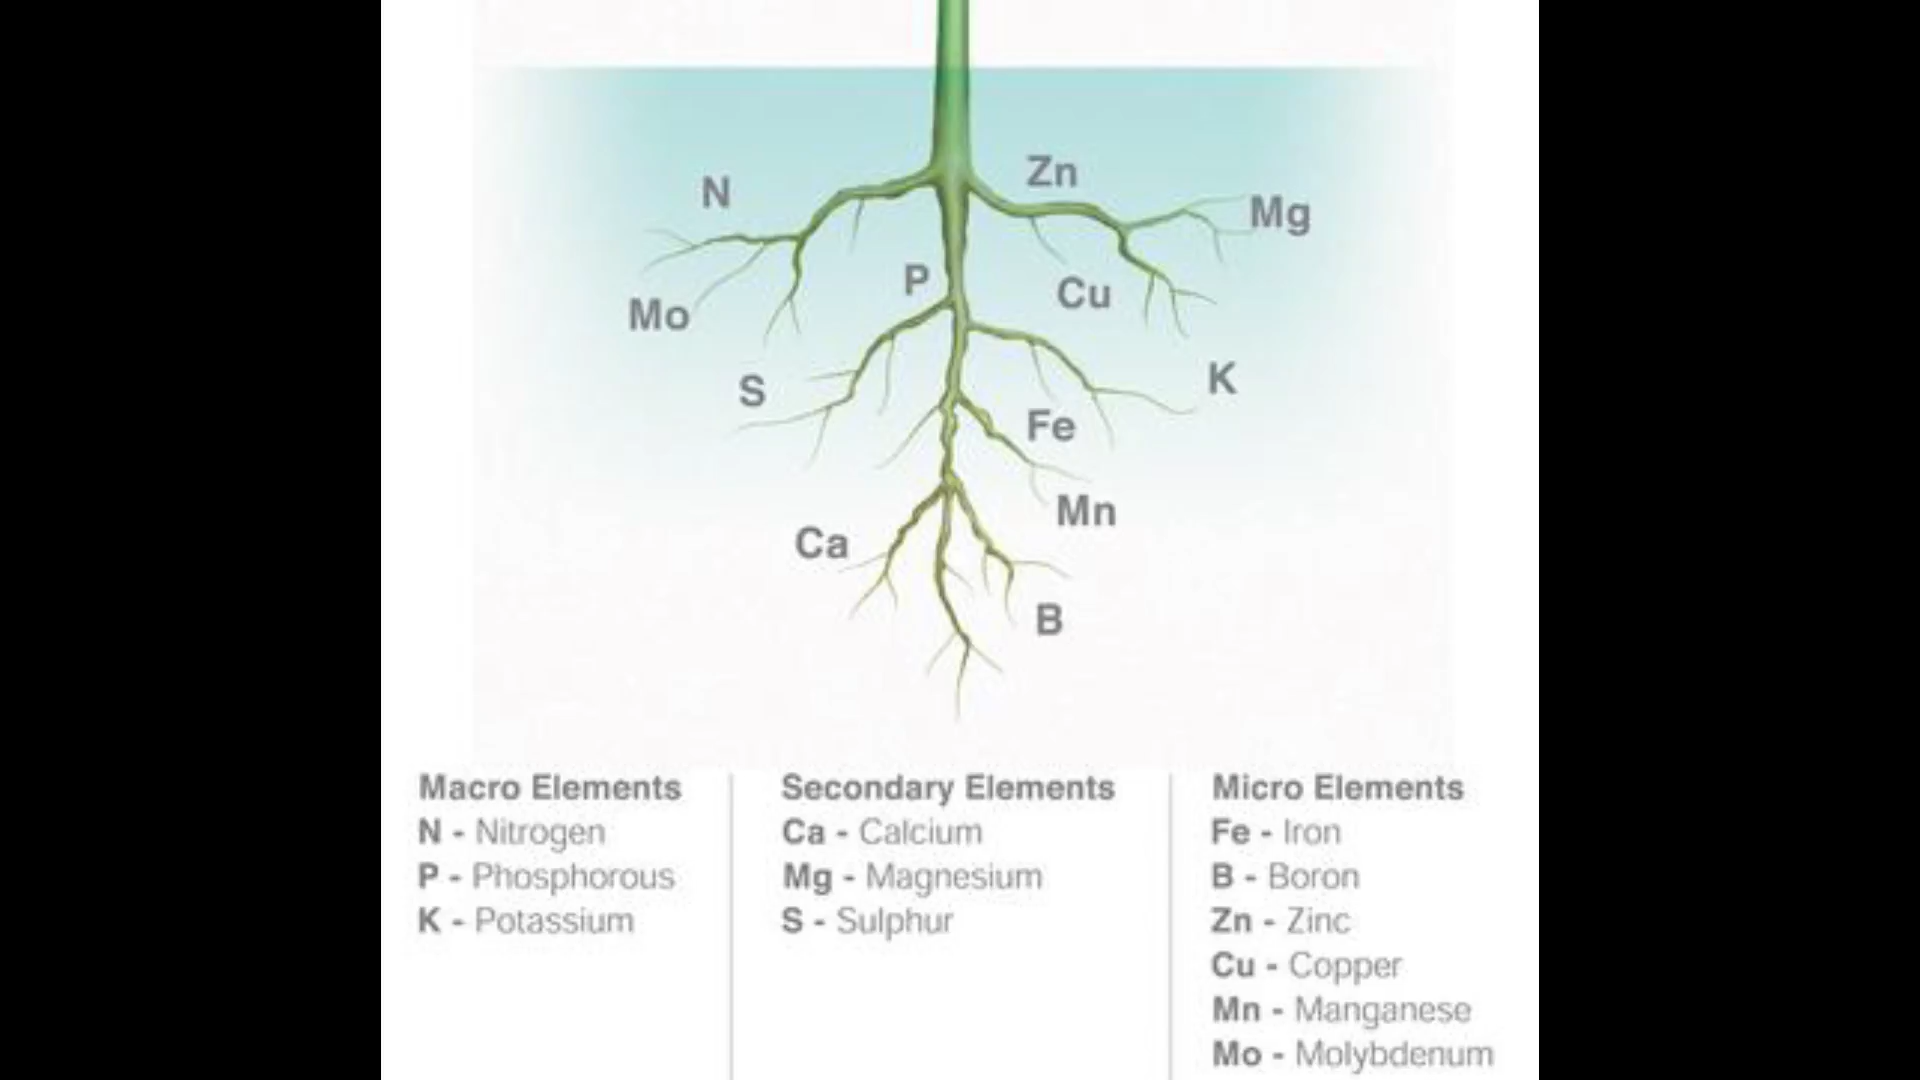 N
Zn
Mg
P
Cu
Mo
K
S
Fe
Mn
Ca
B
Macro Elements
N - Nitrogen
P - Phosphorous
K - Potassium
Secondary Elements
Ca - Calcium
Mg - Magnesium
S - Sulphur
Micro Elements
Fe - Iron
B - Boron
Zn - Zinc
Cu - Copper
Mn - Manganese
Mo - Molybdenum